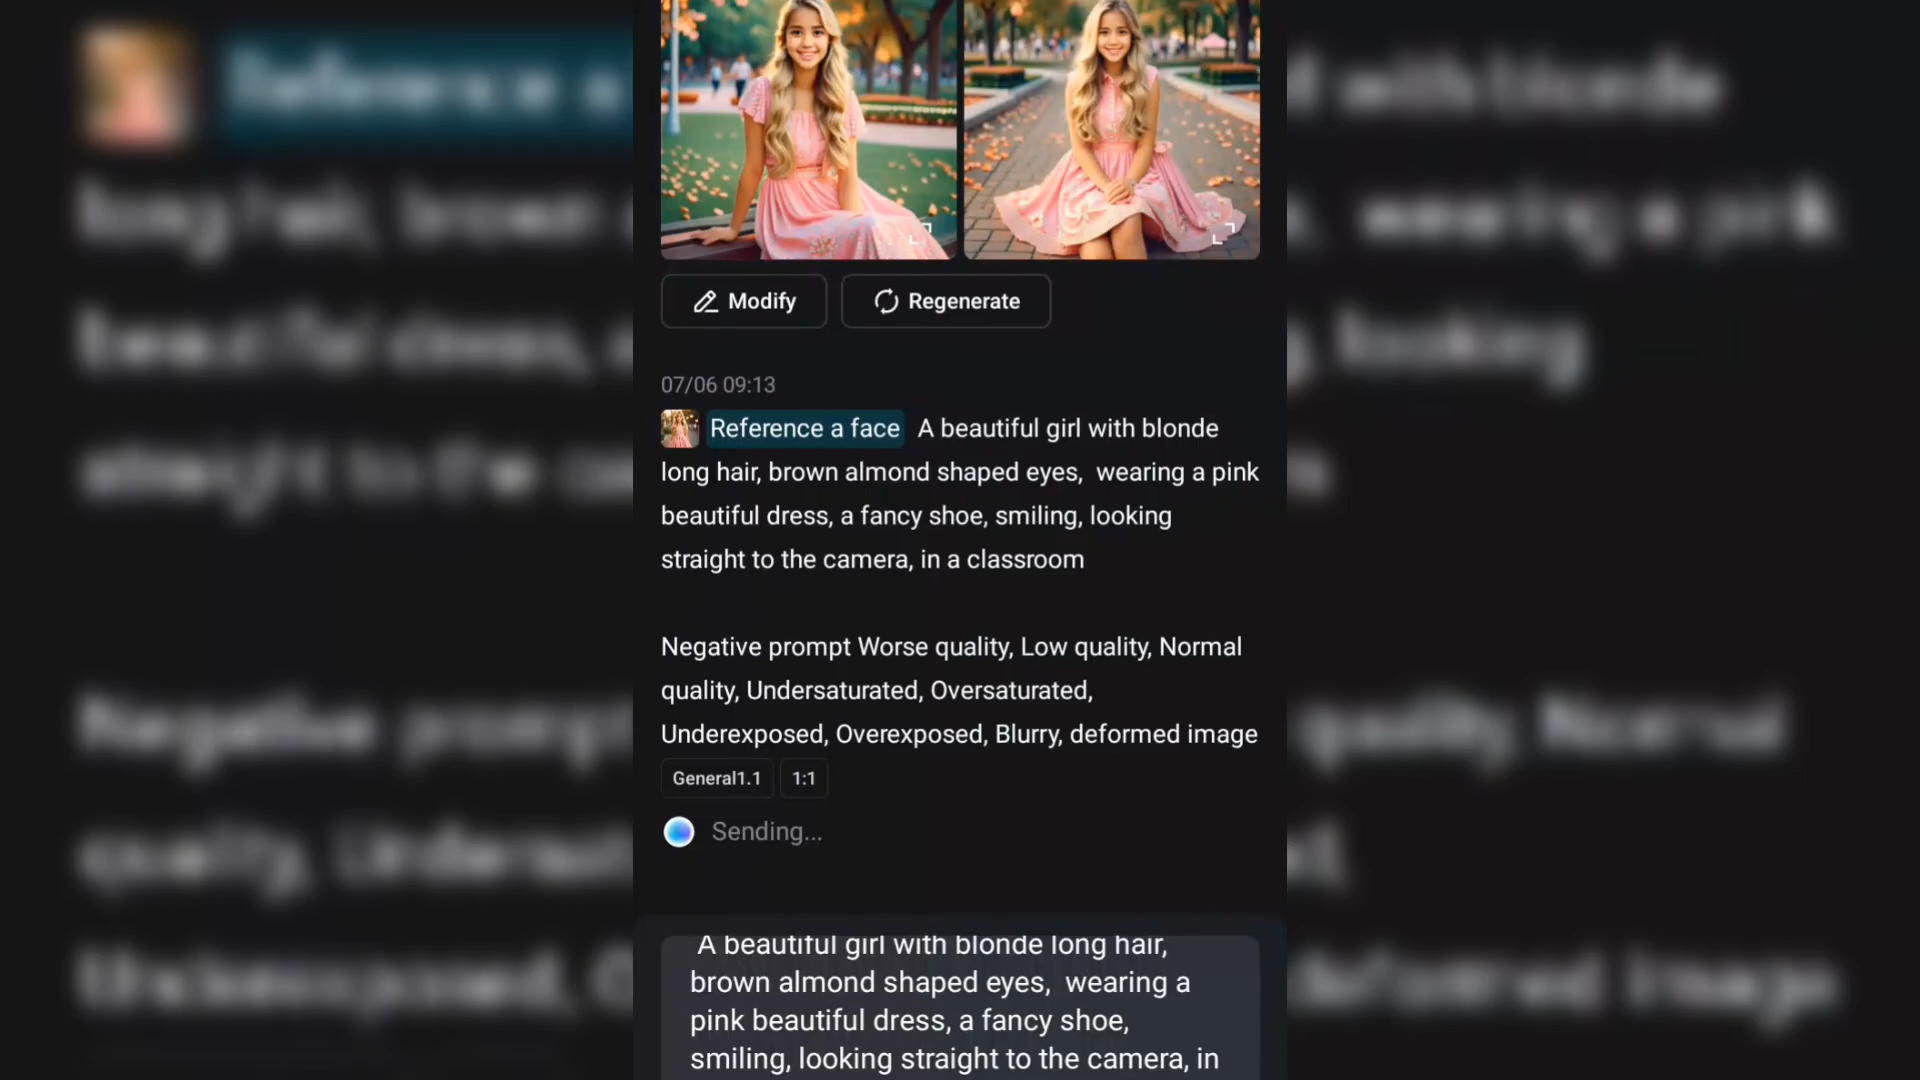 Modify
Regenerate
07/06 09:13
Reference a face A beautiful girl with blonde
long hair, brown almond shaped eyes,  wearing a pink
beautiful dress, a fancy shoe, smiling, looking
straight to the camera, in a classroom
Negative prompt Worse quality, Low quality, Normal
quality, Undersaturated, Oversaturated,
Underexposed, Overexposed, Blurry, deformed image
General1.1
1:1
Sending...
A beautiful girl with blonde long hair,
brown almond shaped eyes,  wearing a
pink beautiful dress, a fancy shoe,
smiling, looking straight to the camera, in